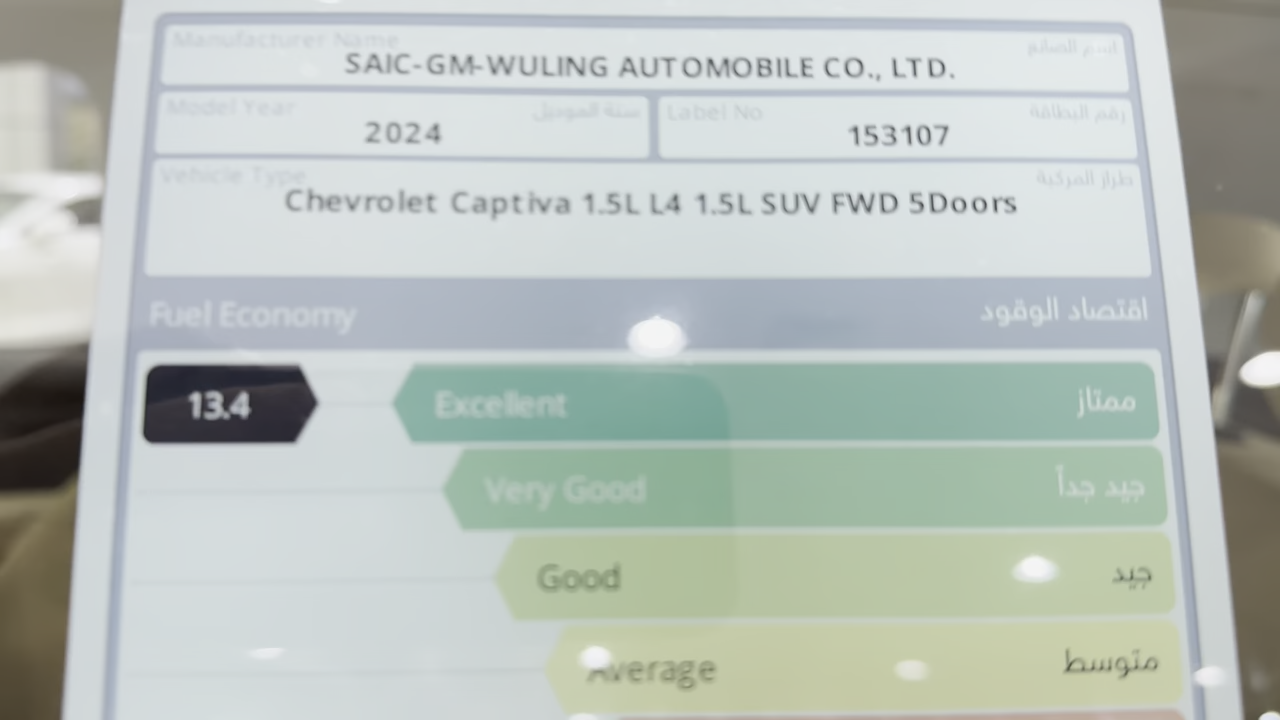 Manufacturer Name اسم الصانع
SAIC-GM-WULING AUTOMOBILE CO., LTD.
Model Year سنة الموديل Label No رقم البطاقة
2024 153107
Vehicle Type طراز المركبة
Chevrolet Captiva 1.5L L4 1.5L SUV FWD 5Doors
Fuel Economy اقتصاد الوقود
13.4 Excellent ممتاز
Very Good جيد جداً
Good جيد
Average متوسط